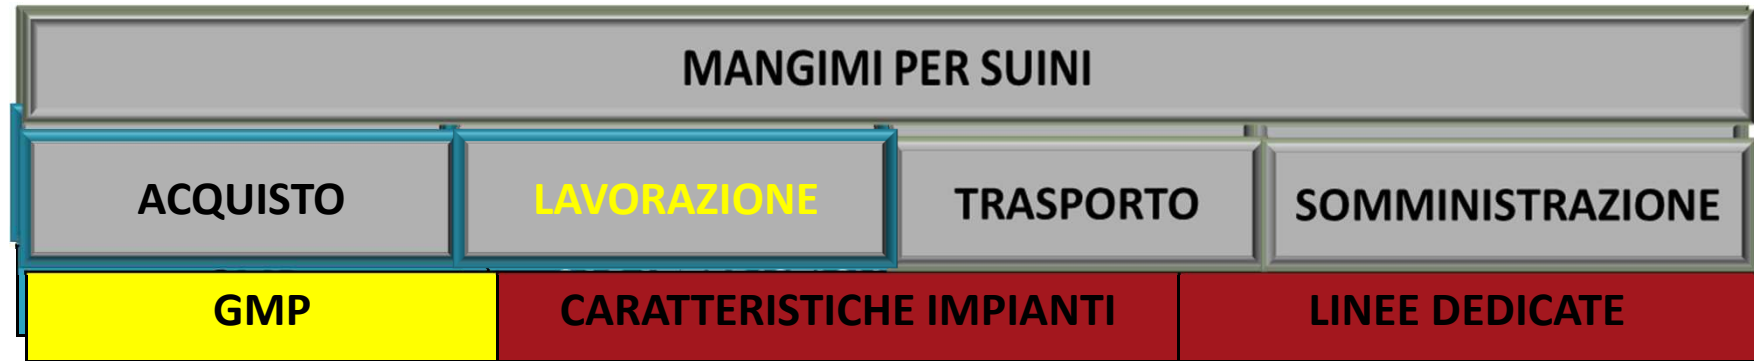 MANGIMI PER SUINI
ACQUISTO LAVORAZIONE TRASPORTO SOMMINISTRAZIONE
GMP CARATTERISTICHE IMPIANTI LINEE DEDICATE